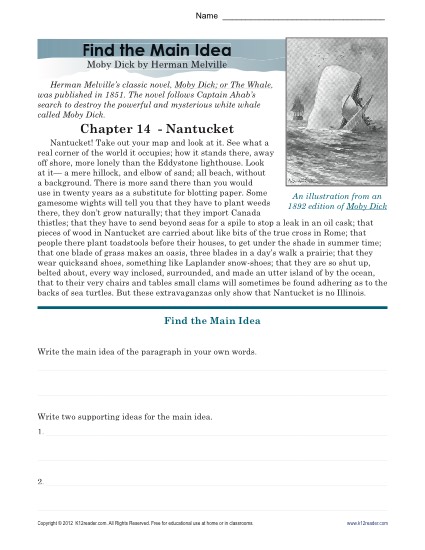 Name
Find the Main Idea
Moby Dick by Herman Melville
Herman Melville's classic novel, Moby Dick; or The Whale,
was published in 1851. The novel follows Captain Ahab's
search to destroy the powerful and mysterious white whale
called Moby Dick.
Chapter 14 - Nantucket
Nantucket! Take out your map and look at it. See what a
real corner of the world it occupies; how it stands there, away
off shore, more lonely than the Eddystone lighthouse. Look
at it— a mere hillock, and elbow of sand; all beach, without
a background. There is more sand there than you would
use in twenty years as a substitute for blotting paper. Some
gamesome wights will tell you that they have to plant weeds
there, they don't grow naturally; that they import Canada
thistles; that they have to send beyond seas for a spile to stop a leak in an oil cask; that
pieces of wood in Nantucket are carried about like bits of the true cross in Rome; that
people there plant toadstools before their houses, to get under the shade in summer time;
that one blade of grass makes an oasis, three blades in a day's walk a prairie; that they
wear quicksand shoes, something like Laplander snow-shoes; that they are so shut up,
belted about, every way inclosed, surrounded, and made an utter island of by the ocean,
that to their very chairs and tables small clams will sometimes be found adhering as to the
backs of sea turtles. But these extravaganzas only show that Nantucket is no Illinois.
An illustration from an
1892 edition of Moby Dick
Find the Main Idea
Write the main idea of the paragraph in your own words.
Write two supporting ideas for the main idea.
1.
2.
Copyright © 2012 K12reader.com. All Rights Reserved. Free for educational use at home or in classrooms.
www.k12reader.com